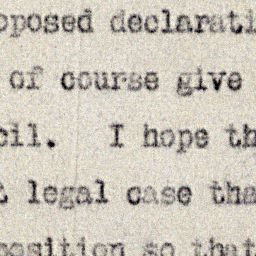 oposed declarati
of course give
cil. I hope th
t legal case tha
position so that